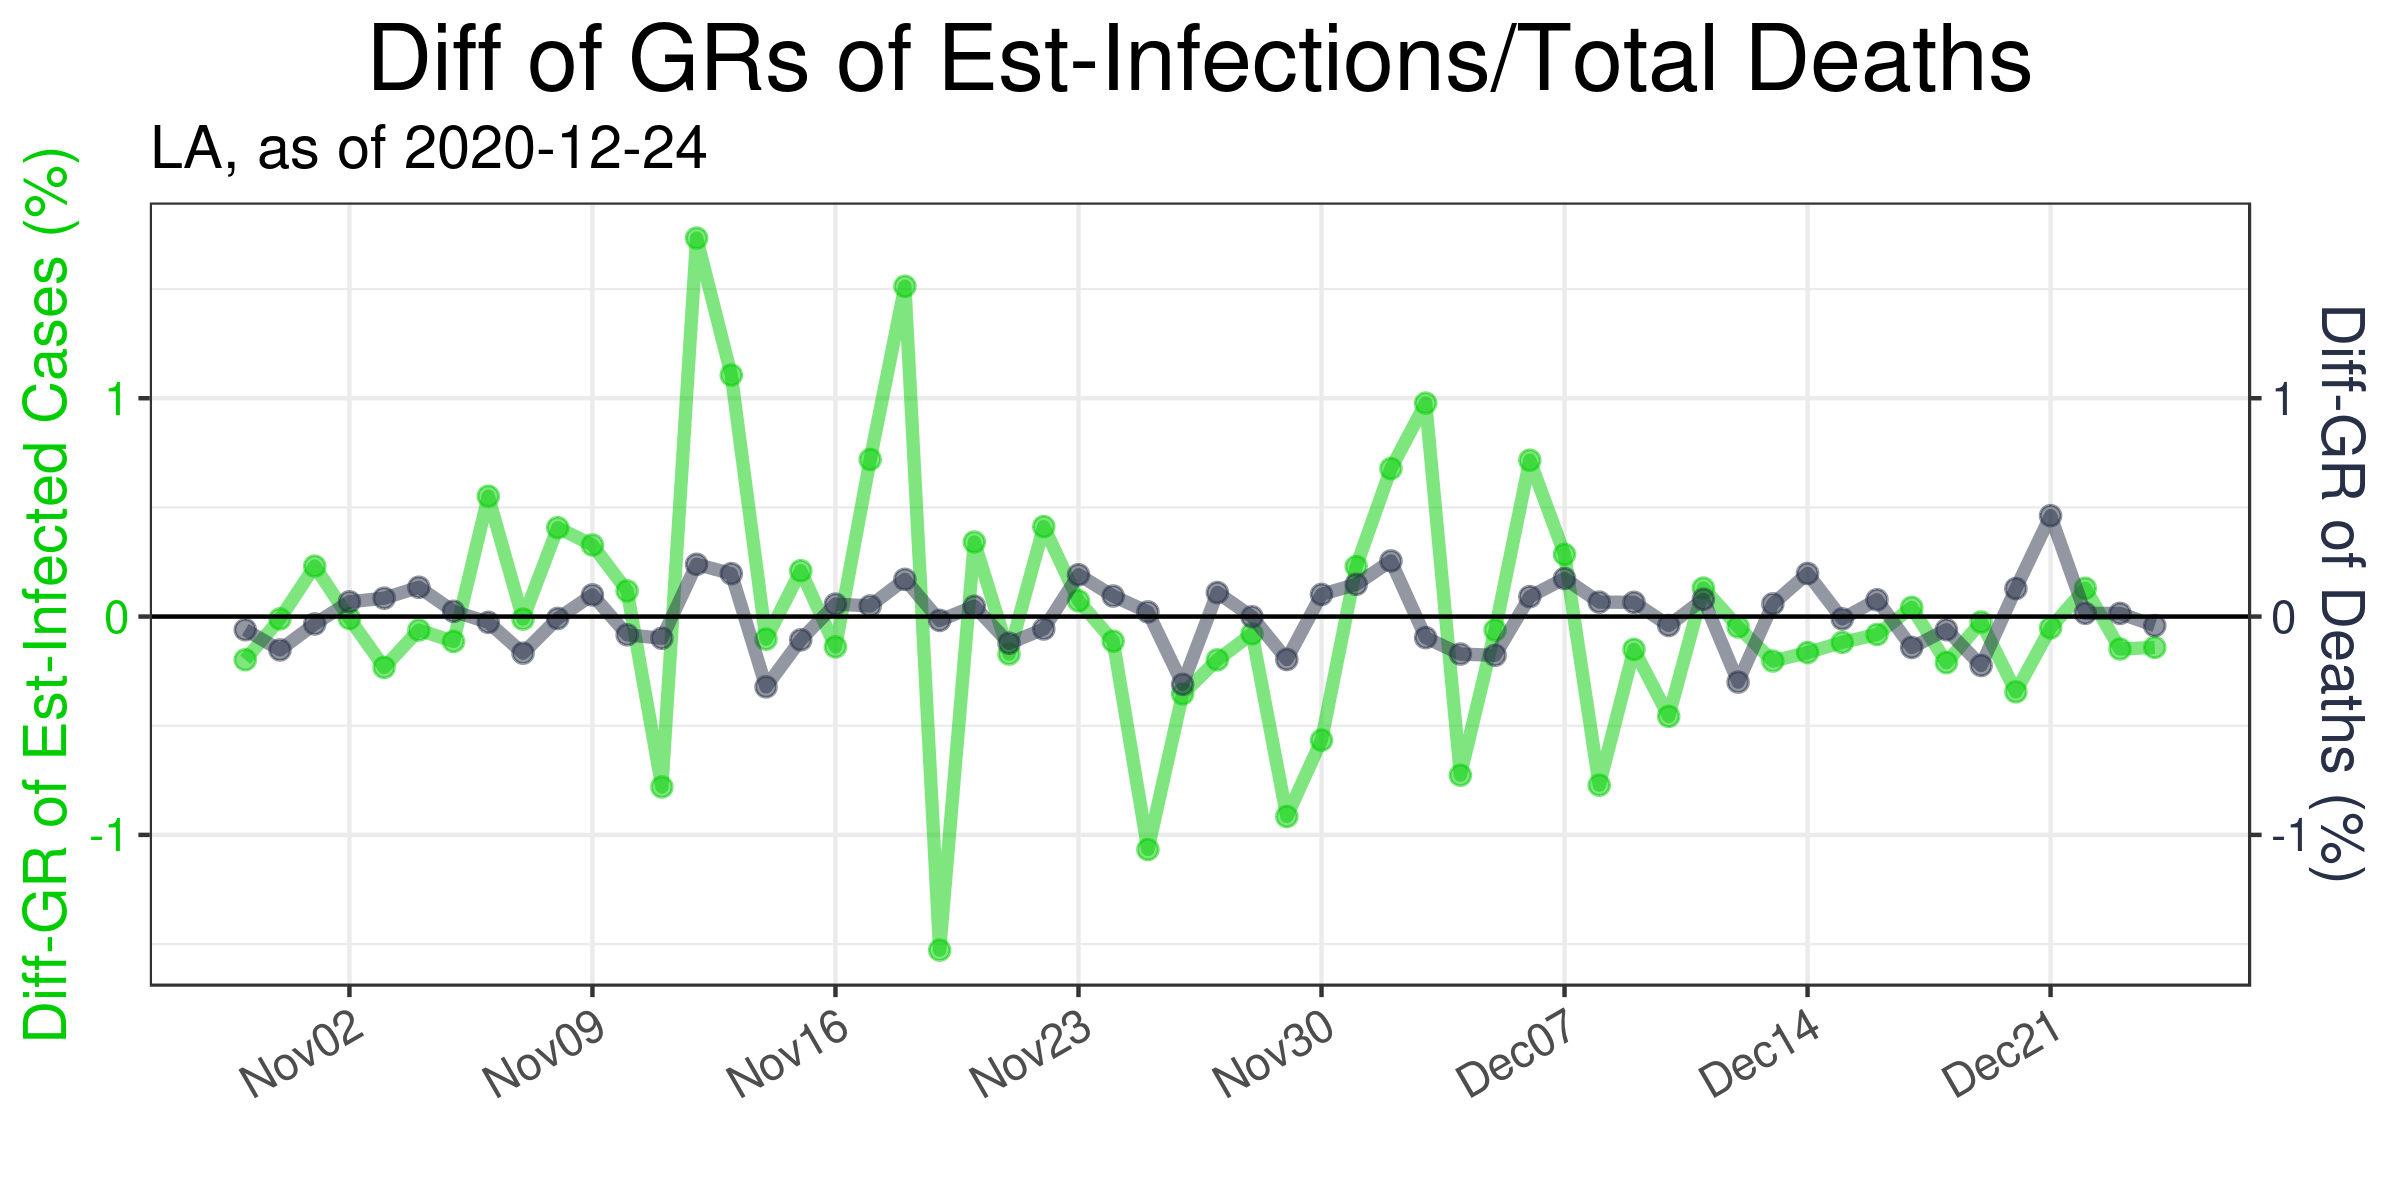 Diff of GRs of Est-Infections/Total Deaths
LA, as of 2020-12-24
Diff-GR of Est-Infected Cases (%)
1
0
-1
1
0
-1
Diff-GR of Deaths (%)
Nov02
Nov09
Nov16
Nov23
Nov30
Dec07
Dec14
Dec21